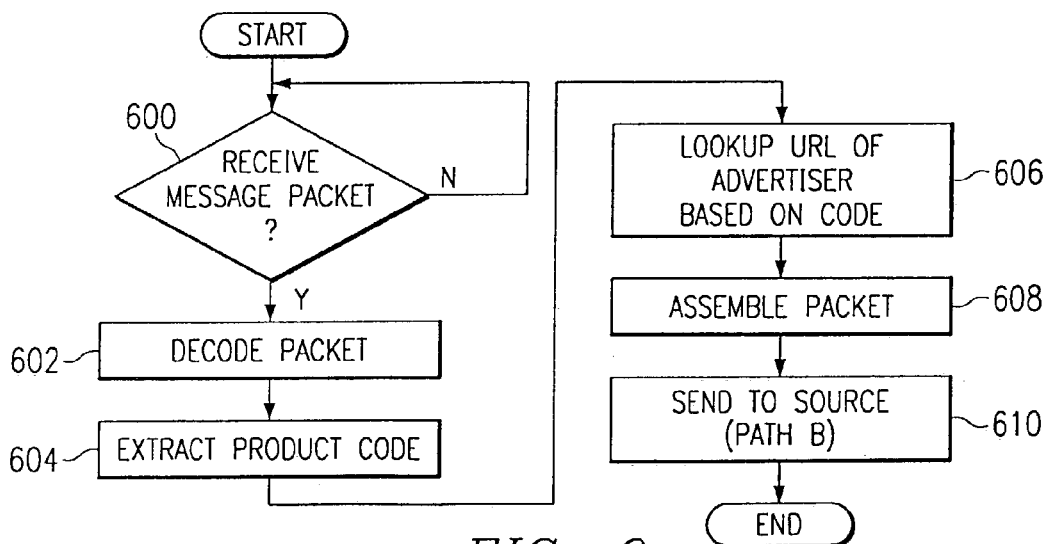 START
600
RECEIVE
MESSAGE PACKET
?
N
Y
602
DECODE PACKET
604
EXTRACT PRODUCT CODE
LOOKUP URL OF
ADVERTISER
BASED ON CODE
606
ASSEMBLE PACKET
608
SEND TO SOURCE
(PATH B)
610
END